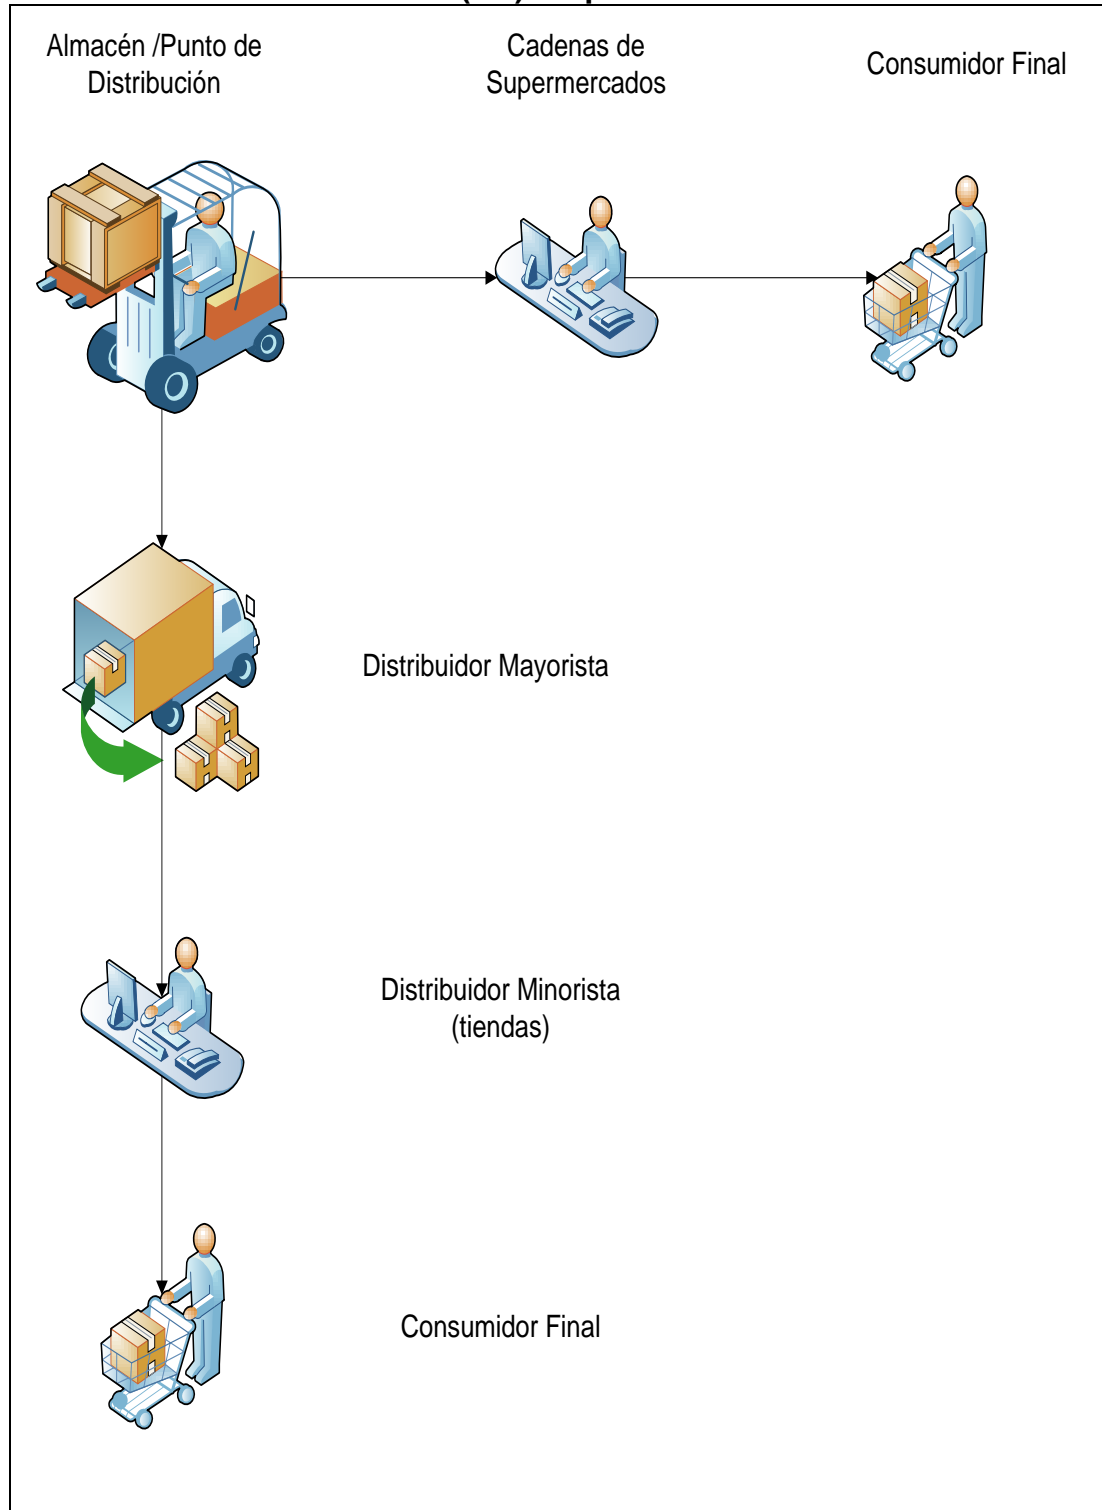 Almacén /Punto de
Distribución
Cadenas de
Supermercados
Consumidor Final
Distribuidor Mayorista
Distribuidor Minorista
(tiendas)
Consumidor Final